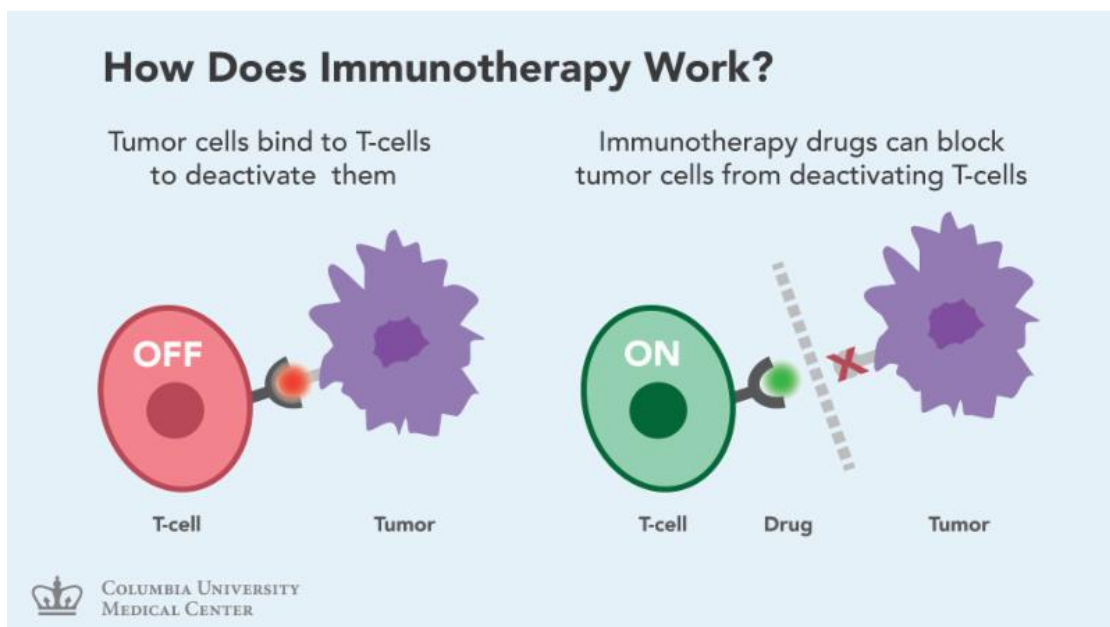 How Does Immunotherapy Work?
Tumor cells bind to T-cells
to deactivate them
Immunotherapy drugs can block
tumor cells from deactivating T-cells
OFF
ON
T-cell
Tumor
T-cell
Drug
Tumor
COLUMBIA UNIVERSITY
MEDICAL CENTER